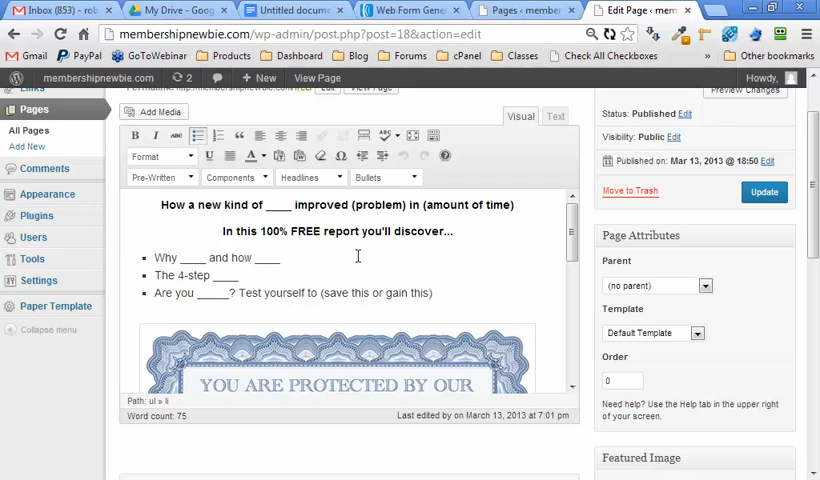 Inbox (853) - rob
My Drive - Goog
Untitled docum
Web Form Gener
Pages ‹ member
Edit Page ‹ mem
membershipnewbie.com/wp-admin/post.php?post=18&action=edit
Gmail
PayPal
GoToWebinar
Products
Dashboard
Blog
Forum
cPanel
Classes
Check All Checkboxes
Other bookmarks
membershipnewbie.com
2
New
View Page
Howdy,
Links
Pages
All Pages
Add New
Comments
Appearance
Plugins
Users
Tools
Settings
Paper Template
Collapse menu
Add Media
Visual
Text
B I ABC
ABC
Format
U A
Ω
Pre-Written
Components
Headlines
Bullets
How a new kind of ____ improved (problem) in (amount of time)
In this 100% FREE report you'll discover...
Why ____ and how ____
The 4-step ____
Are you _____? Test yourself to (save this or gain this)
YOU ARE PROTECTED BY OUR
Path: ul » li
Word count: 75
Last edited by on March 13, 2013 at 7:01 pm
Preview Changes
Status: Published Edit
Visibility: Public Edit
Published on: Mar 13, 2013 @ 18:50 Edit
Move to Trash
Update
Page Attributes
Parent
(no parent)
Template
Default Template
Order
0
Need help? Use the Help tab in the upper right
of your screen.
Featured Image